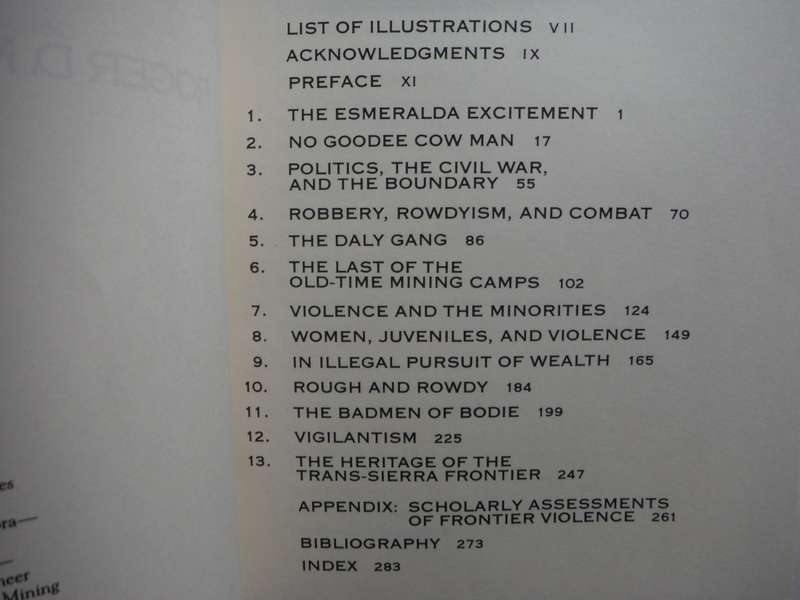 LIST OF ILLUSTRATIONS VII
ACKNOWLEDGMENTS IX
PREFACE XI
1. THE ESMERALDA EXCITEMENT 1
2. NO GOODEE COW MAN 17
3. POLITICS, THE CIVIL WAR,
AND THE BOUNDARY 55
4. ROBBERY, ROWDYISM, AND COMBAT 70
5. THE DALY GANG 86
6. THE LAST OF THE
OLD-TIME MINING CAMPS 102
7. VIOLENCE AND THE MINORITIES 124
8. WOMEN, JUVENILES, AND VIOLENCE 149
9. IN ILLEGAL PURSUIT OF WEALTH 165
10. ROUGH AND ROWDY 184
11. THE BADMEN OF BODIE 199
12. VIGILANTISM 225
13. THE HERITAGE OF THE
TRANS-SIERRA FRONTIER 247
APPENDIX: SCHOLARLY ASSESSMENTS
OF FRONTIER VIOLENCE 261
BIBLIOGRAPHY 273
INDEX 283
Mining